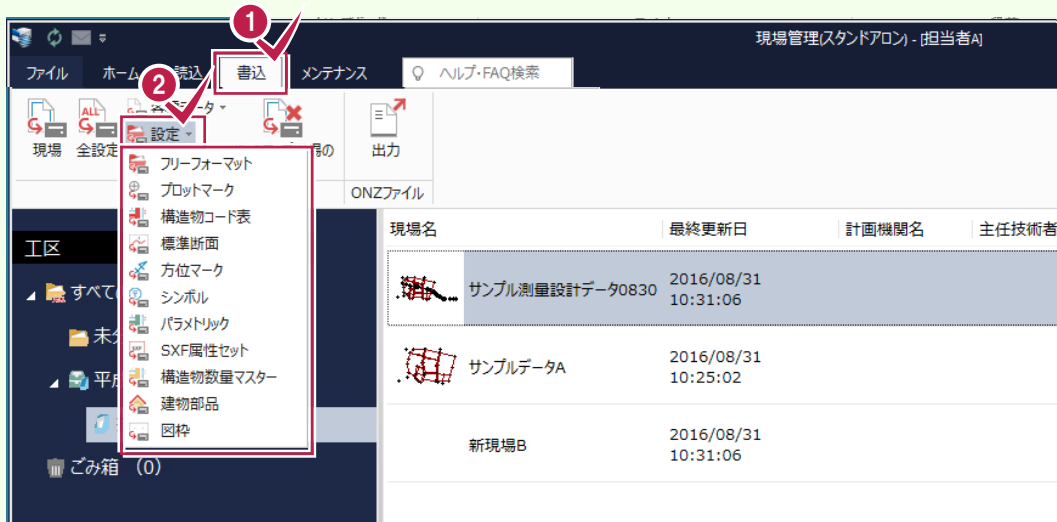 1
現場管理(スタンドアロン) - [担当者A]
ファイル ホーム 読込 書込 メンテナンス ヘルプ・FAQ検索
2
現場 全設定 設定 出力
ONZファイル
フリーフォーマット
プロットマーク
構造物コード表
標準断面
方位マーク
シンボル
パラメトリック
SXF属性セット
構造物数量マスター
建物部品
図枠
工区
すべて
未
平
ごみ箱 (0)
現場名 最終更新日 計画機関名 主任技術者
サンプル測量設計データ0830 2016/08/31
10:31:06
サンプルデータA 2016/08/31
10:25:02
新現場B 2016/08/31
10:31:06